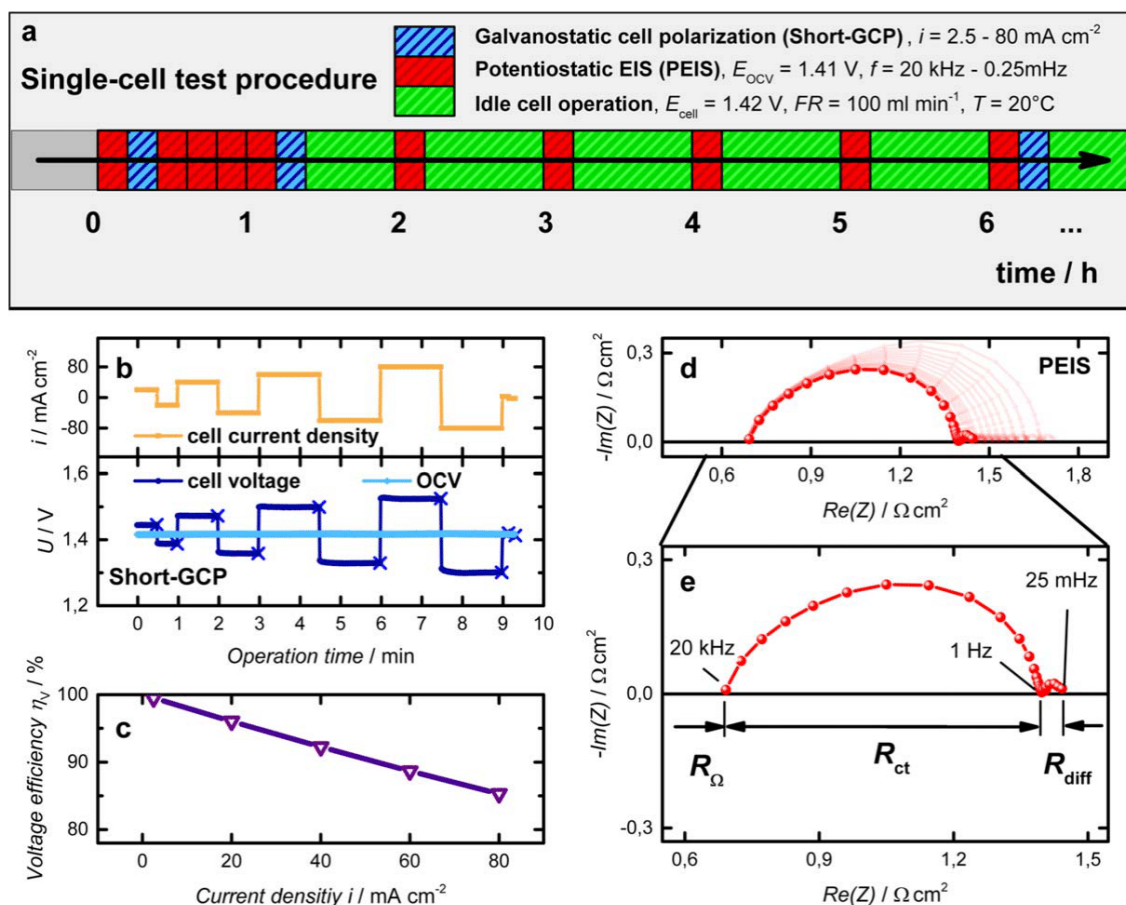 a
Single-cell test procedure
Galvanostatic cell polarization (Short-GCP) , i = 2.5 - 80 mA cm⁻²
Potentiostatic EIS (PEIS), E_OCV = 1.41 V, f = 20 kHz - 0.25mHz
Idle cell operation, E_cell = 1.42 V, FR = 100 ml min⁻¹, T = 20°C
0 1 2 3 4 5 6 ...
time / h
b
i / mA cm⁻²
80
0
-80
cell current density
cell voltage OCV
U / V
1,6
1,4
1,2
Short-GCP
0 1 2 3 4 5 6 7 8 9 10
Operation time / min
c
Voltage efficiency η_V / %
100
90
80
0 20 40 60 80
Current densitiy i / mA cm⁻²
d
PEIS
-Im(Z) / Ω cm²
0,3
0,0
0,6 0,9 1,2 1,5 1,8
Re(Z) / Ω cm²
e
-Im(Z) / Ω cm²
0,3
0,0
-0,3
20 kHz
1 Hz
25 mHz
R_Ω
R_ct
R_diff
0,6 0,9 1,2 1,5
Re(Z) / Ω cm²